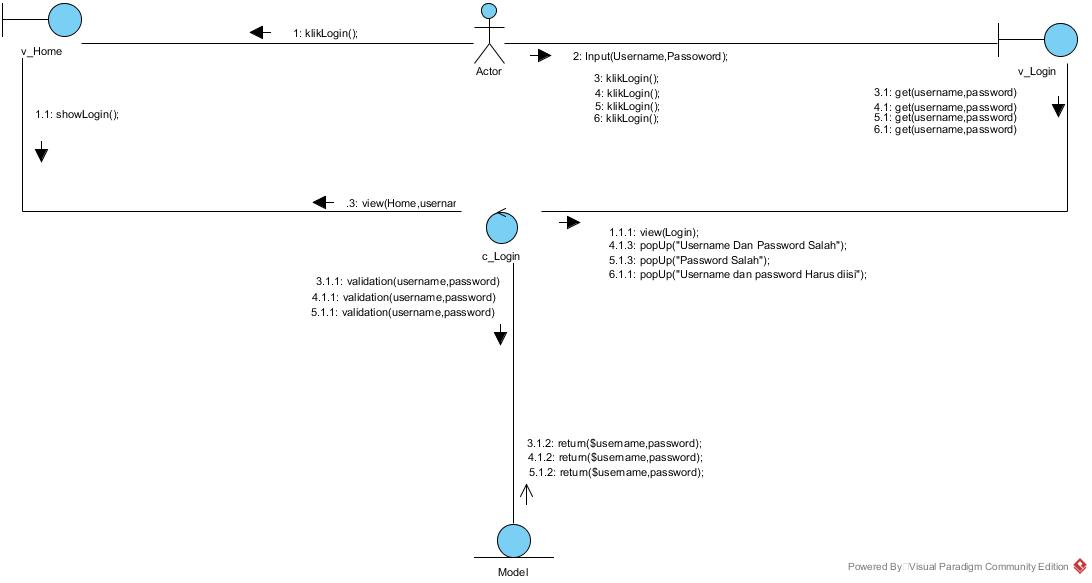 1: klikLogin();
v_Home
Actor
2: Input(Username,Passoword);
v_Login
3: klikLogin();
4: klikLogin();
5: klikLogin();
6: klikLogin();
3.1: get(username,password)
4.1: get(username,password)
5.1: get(username,password)
6.1: get(username,password)
1.1: showLogin();
.3: view(Home,usernar
c_Login
1.1.1: view(Login);
4.1.3: popUp("Username Dan Password Salah");
5.1.3: popUp("Password Salah");
6.1.1: popUp("Username dan password Harus diisi");
3.1.1: validation(username,password)
4.1.1: validation(username,password)
5.1.1: validation(username,password)
3.1.2: return($username,password);
4.1.2: return($username,password);
5.1.2: return($username,password);
Model
Powered By Visual Paradigm Community Edition